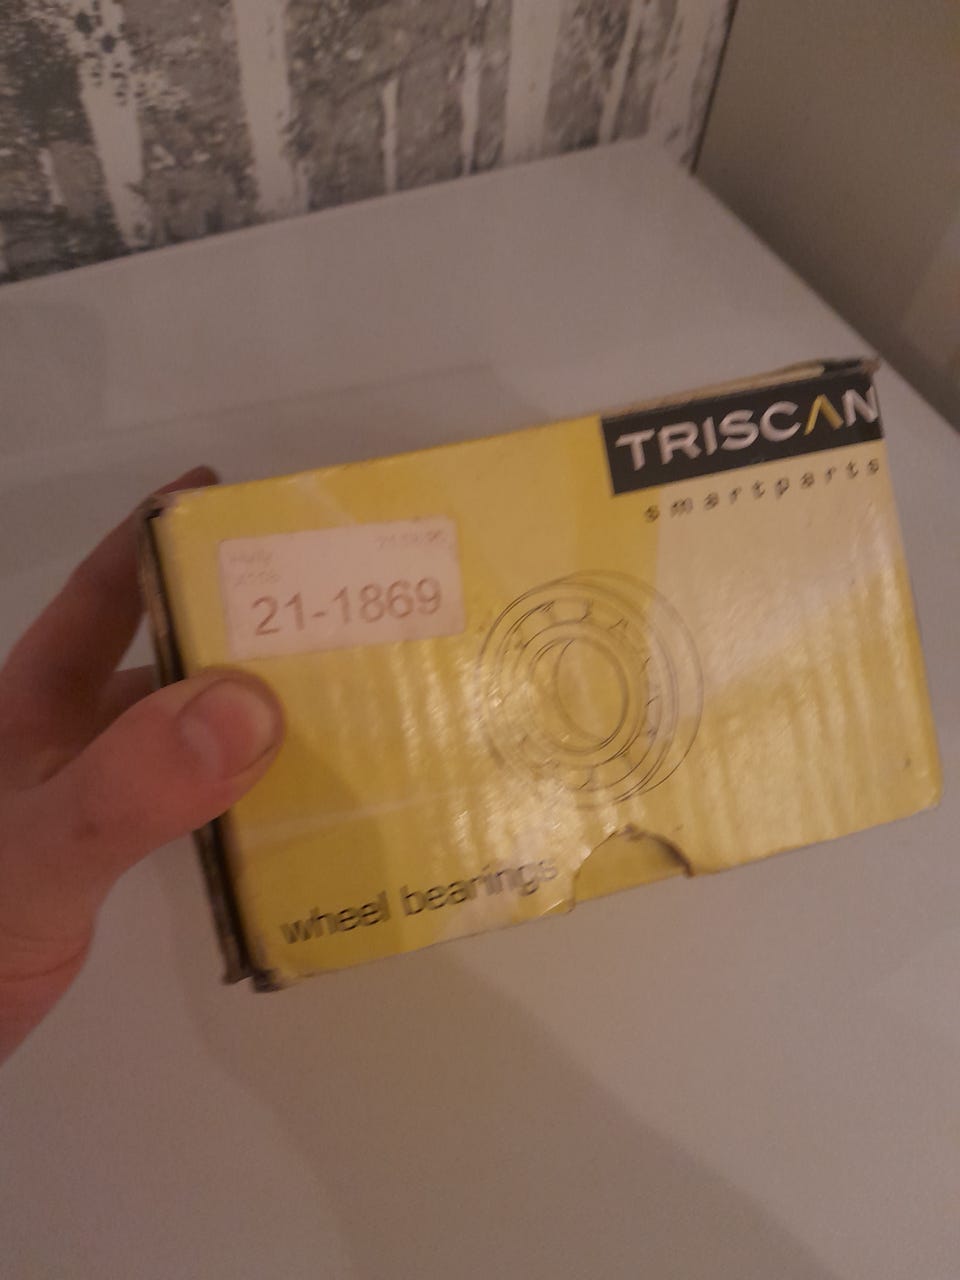 TRISCAN
smartparts
21-1869
wheel bearings